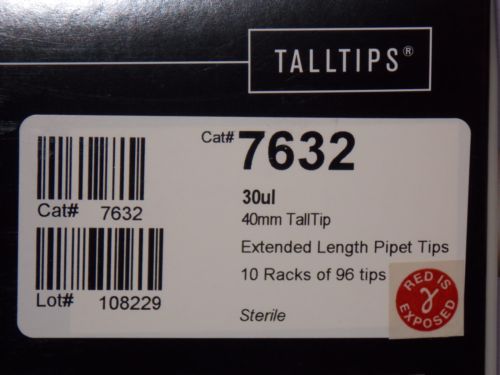 TALLTIPS®
Cat# 7632
30ul
40mm TallTip
Extended Length Pipet Tips
10 Racks of 96 tips
Sterile
Cat# 7632
Lot# 108229
RED IS
γ
EXPOSED